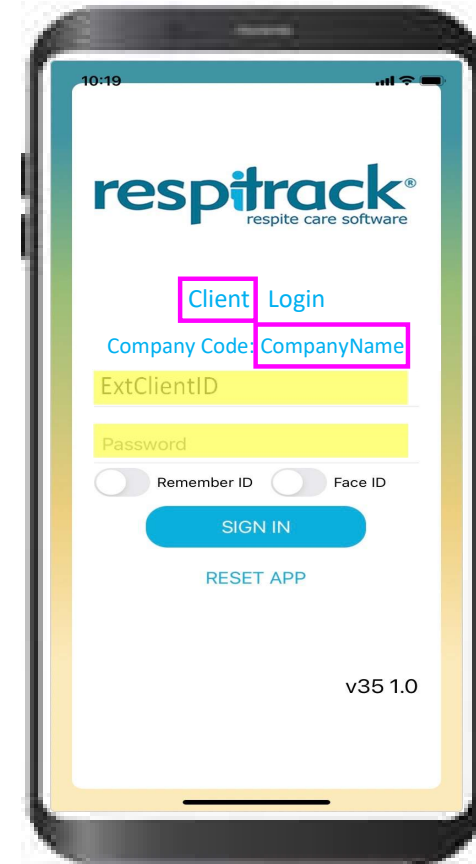 10:19
respitrack®
respite care software
Client Login
Company Code: CompanyName
ExtClientID
Password
Remember ID Face ID
SIGN IN
RESET APP
v35 1.0